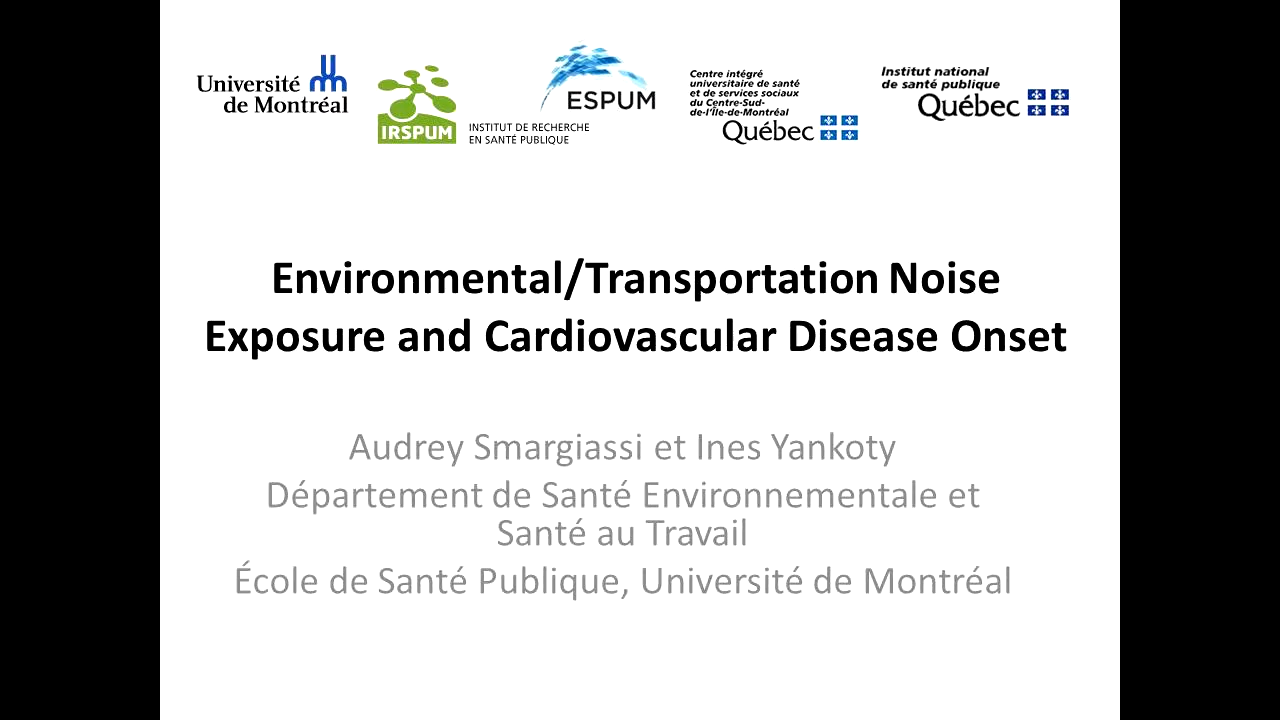 Université
de Montréal
IRSPUM
INSTITUT DE RECHERCHE
EN SANTÉ PUBLIQUE
ESPUM
Centre intégré
universitaire de santé
et de services sociaux
du Centre-Sud-
de-l'Île-de-Montréal
Québec
Institut national
de santé publique
Québec
Environmental/Transportation Noise
Exposure and Cardiovascular Disease Onset
Audrey Smargiassi et Ines Yankoty
Département de Santé Environnementale et
Santé au Travail
École de Santé Publique, Université de Montréal